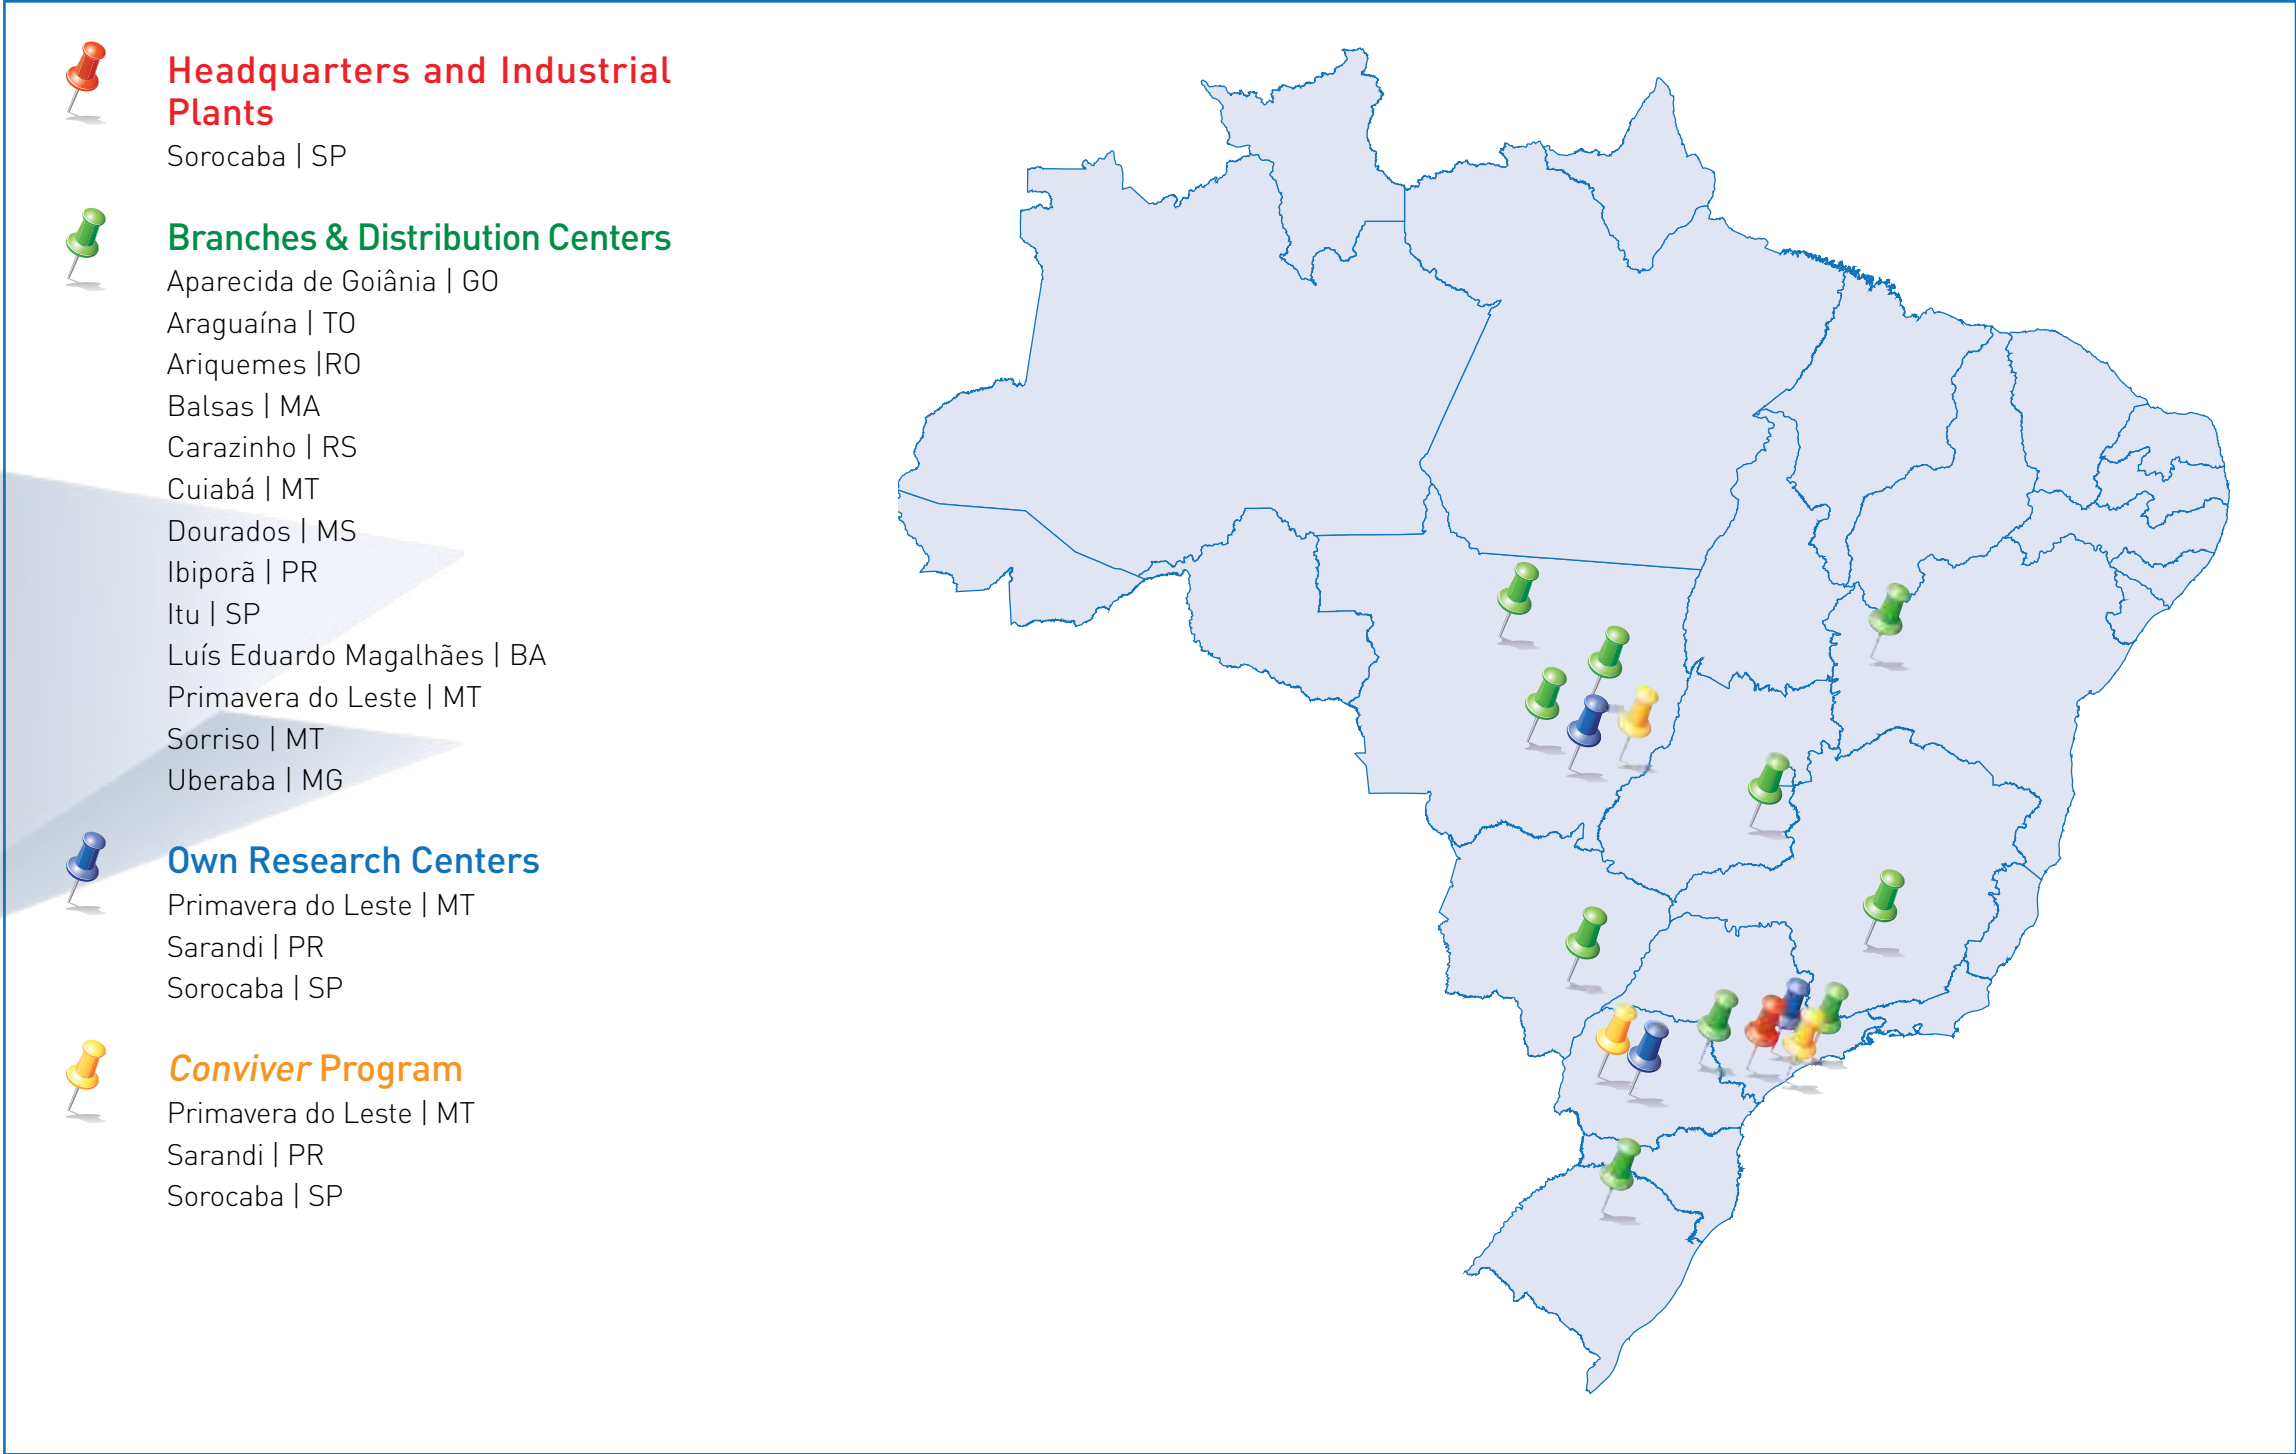 Headquarters and Industrial
Plants
Sorocaba | SP
Branches & Distribution Centers
Aparecida de Goiânia | GO
Araguaína | TO
Ariquemes |RO
Balsas | MA
Carazinho | RS
Cuiabá | MT
Dourados | MS
Ibiporã | PR
Itu | SP
Luís Eduardo Magalhães | BA
Primavera do Leste | MT
Sorriso | MT
Uberaba | MG
Own Research Centers
Primavera do Leste | MT
Sarandi | PR
Sorocaba | SP
Conviver Program
Primavera do Leste | MT
Sarandi | PR
Sorocaba | SP